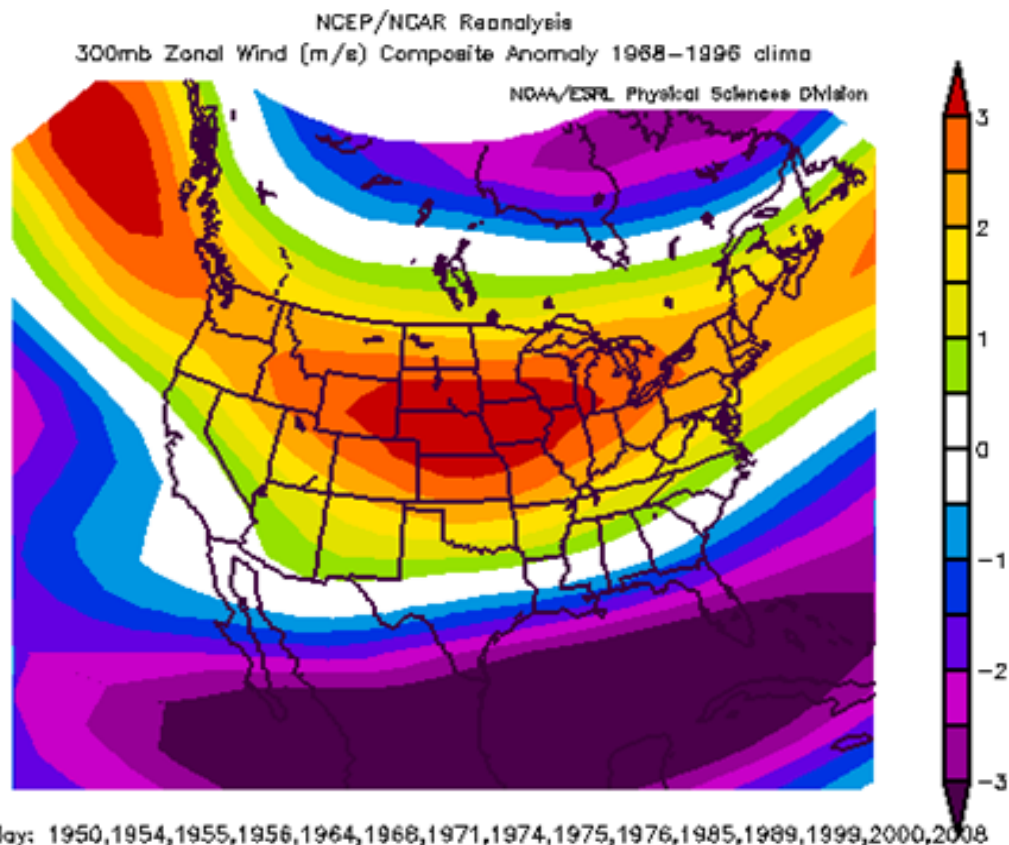 NCEP/NCAR Reanalysis
300mb Zonal Wind (m/s) Composite Anomaly 1968-1996 clima
NOAA/ESRL Physical Sciences Division
3
2
1
0
-1
-2
-3
1950,1954,1955,1956,1964,1968,1971,1974,1975,1976,1985,1989,1999,2000,2008